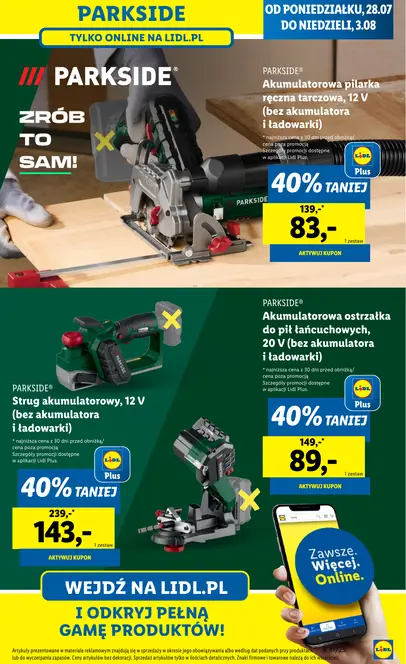 PARKSIDE
TYLKO ONLINE NA LIDL.PL
OD PONIEDZIAŁKU, 28.07
DO NIEDZIELI, 3.08
/// PARKSIDE®
ZRÓB
TO
SAM!
PARKSIDE®
Akumulatorowa pilarka
ręczna tarczowa, 12 V
(bez akumulatora
i ładowarki)
* najniższa cena z 30 dni przed obniżką/
cena poza promocją
Szczegóły promocji dostępne
w aplikacji Lidl Plus
PARKSIDE
LIDL
Plus
40% TANIEJ
139,-*
83,-
1 zestaw
AKTYWUJ KUPON
PARKSIDE®
Akumulatorowa ostrzałka
do pił łańcuchowych,
20 V (bez akumulatora
i ładowarki)
* najniższa cena z 30 dni przed obniżką/
cena poza promocją
Szczegóły promocji dostępne
w aplikacji Lidl Plus
LIDL
Plus
40% TANIEJ
149,-*
89,-
1 zestaw
AKTYWUJ KUPON
PARKSIDE®
Strug akumulatorowy, 12 V
(bez akumulatora
i ładowarki)
* najniższa cena z 30 dni przed obniżką/
cena poza promocją
Szczegóły promocji dostępne
w aplikacji Lidl Plus
LIDL
Plus
40% TANIEJ
239,-*
143,-
1 zestaw
AKTYWUJ KUPON
Zawsze.
Więcej.
Online.
WEJDŹ NA LIDL.PL
I ODKRYJ PEŁNĄ
GAMĘ PRODUKTÓW!
LIDL
Artykuły prezentowane w materiale reklamowym znajdują się w sprzedaży w okresie jego obowiązywania albo według dat podanych przy produktach
lub do wyczerpania zapasów. Ceny artykułów bez dekoracji. Sprzedaż artykułów tylko w ilościach detalicznych. Znaki firmowe i towarowe należą do ich